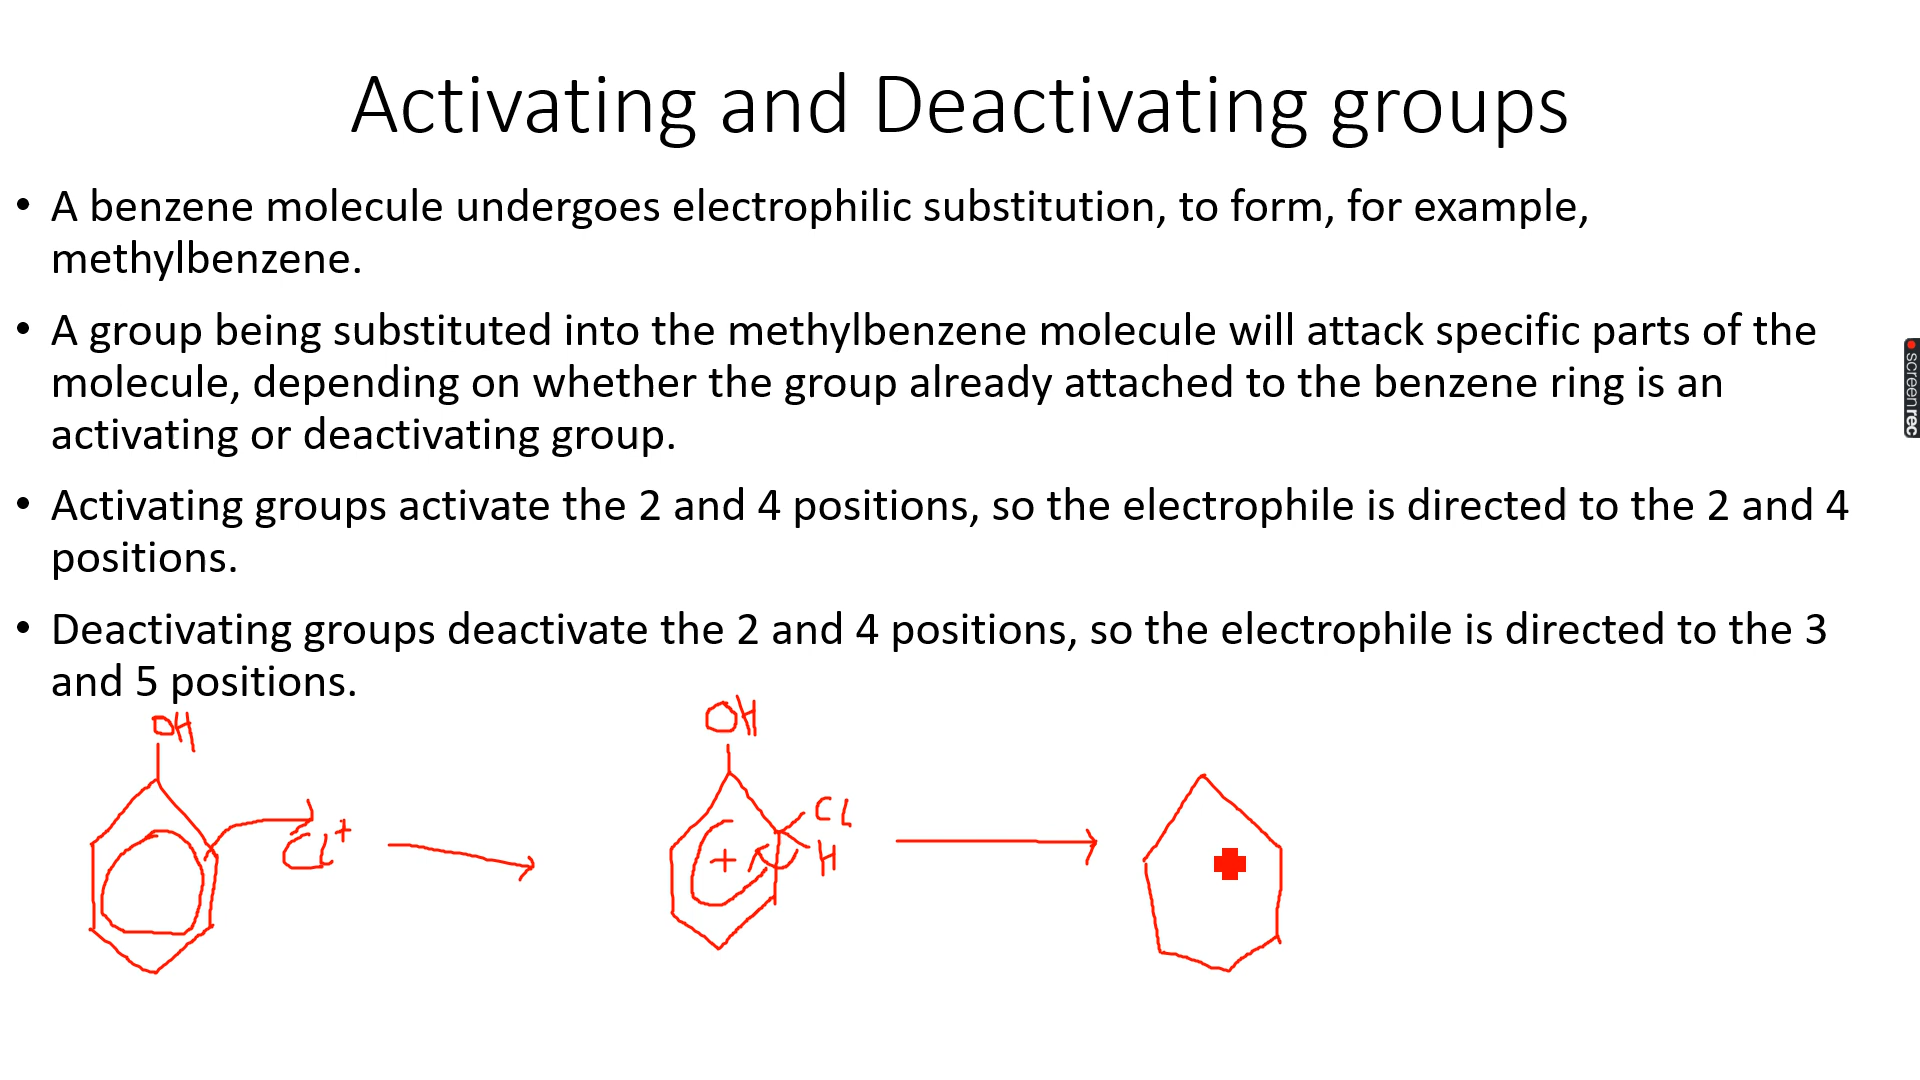 Activating and Deactivating groups
• A benzene molecule undergoes electrophilic substitution, to form, for example,
methylbenzene.
• A group being substituted into the methylbenzene molecule will attack specific parts of the
molecule, depending on whether the group already attached to the benzene ring is an
activating or deactivating group.
• Activating groups activate the 2 and 4 positions, so the electrophile is directed to the 2 and 4
positions.
• Deactivating groups deactivate the 2 and 4 positions, so the electrophile is directed to the 3
and 5 positions.
OH
Cl+
OH
Cl
+
H
screenrec